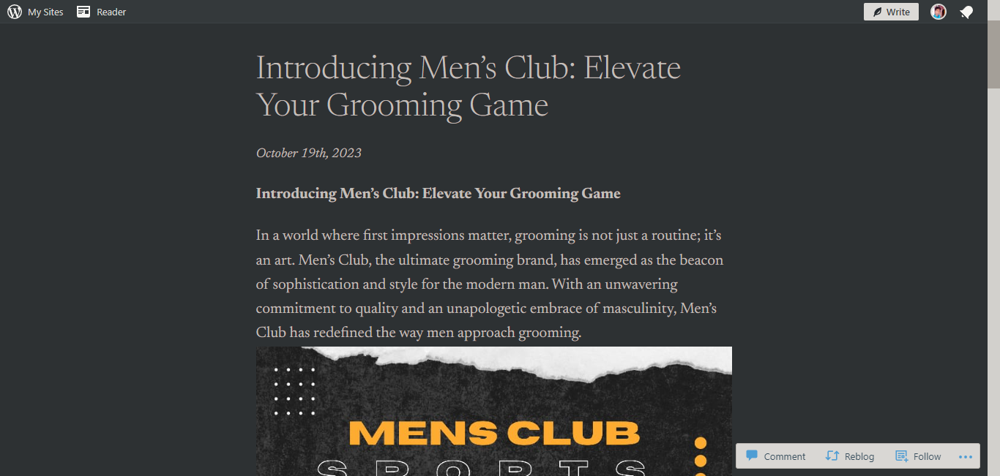 My Sites Reader Write
Introducing Men’s Club: Elevate
Your Grooming Game
October 19th, 2023
Introducing Men’s Club: Elevate Your Grooming Game
In a world where first impressions matter, grooming is not just a routine; it’s
an art. Men’s Club, the ultimate grooming brand, has emerged as the beacon
of sophistication and style for the modern man. With an unwavering
commitment to quality and an unapologetic embrace of masculinity, Men’s
Club has redefined the way men approach grooming.
MENS CLUB
SPORTS
Comment Reblog Follow